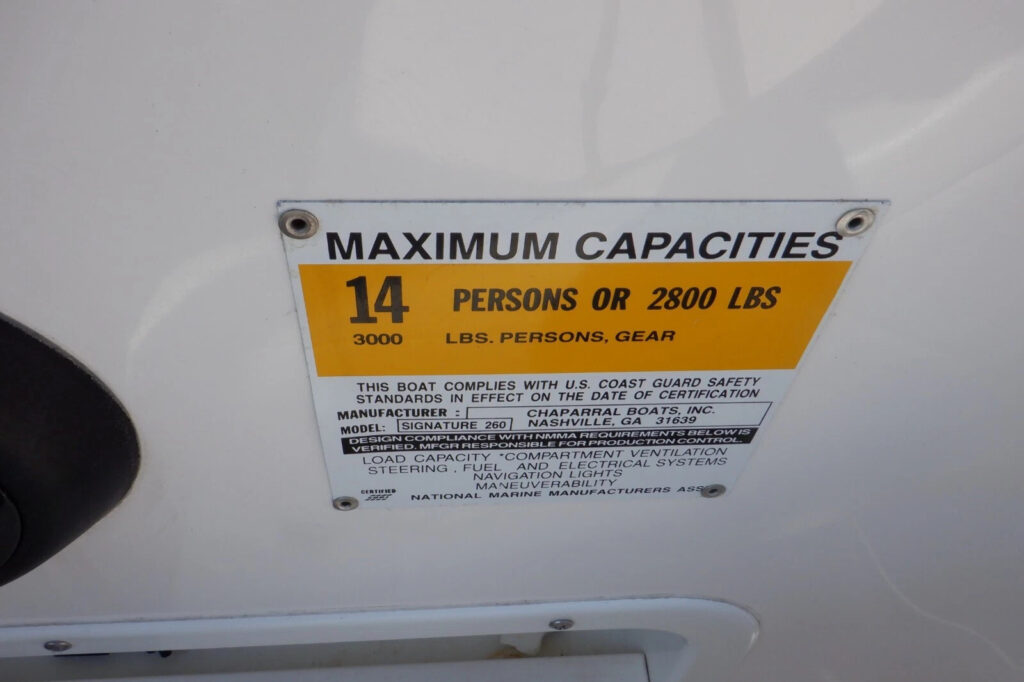 MAXIMUM CAPACITIES
14 PERSONS OR 2800 LBS
3000 LBS. PERSONS, GEAR
THIS BOAT COMPLIES WITH U.S. COAST GUARD SAFETY
STANDARDS IN EFFECT ON THE DATE OF CERTIFICATION
MANUFACTURER : CHAPARRAL BOATS, INC.
MODEL: SIGNATURE 260 NASHVILLE, GA 31639
DESIGN COMPLIANCE WITH NMMA REQUIREMENTS BELOW IS
VERIFIED. MFGR RESPONSIBLE FOR PRODUCTION CONTROL.
LOAD CAPACITY *COMPARTMENT VENTILATION
STEERING . FUEL AND ELECTRICAL SYSTEMS
NAVIGATION LIGHTS
MANEUVERABILITY
CERTIFIED
NATIONAL MARINE MANUFACTURERS ASS